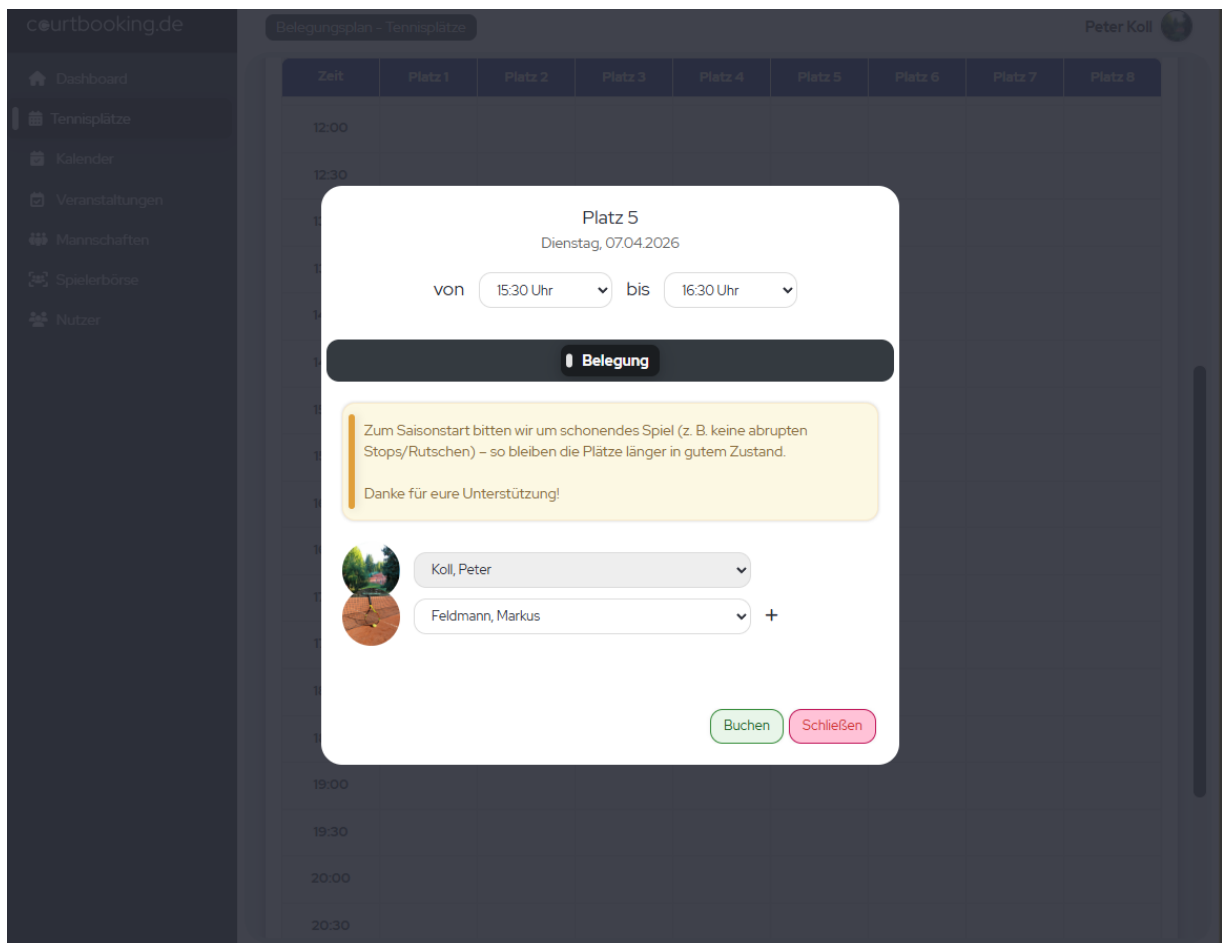 courtbooking.de
Belegungsplan - Tennisplätze
Peter Koll
Dashboard
Tennisplätze
Kalender
Veranstaltungen
Mannschaften
Spielerbörse
Nutzer
Zeit Platz 1 Platz 2 Platz 3 Platz 4 Platz 5 Platz 6 Platz 7 Platz 8
12:00
12:30
Platz 5
Dienstag, 07.04.2026
von 15:30 Uhr bis 16:30 Uhr
Belegung
Zum Saisonstart bitten wir um schonendes Spiel (z. B. keine abrupten
Stops/Rutschen) – so bleiben die Plätze länger in gutem Zustand.
Danke für eure Unterstützung!
Koll, Peter
Feldmann, Markus +
Buchen Schließen
19:00
19:30
20:00
20:30